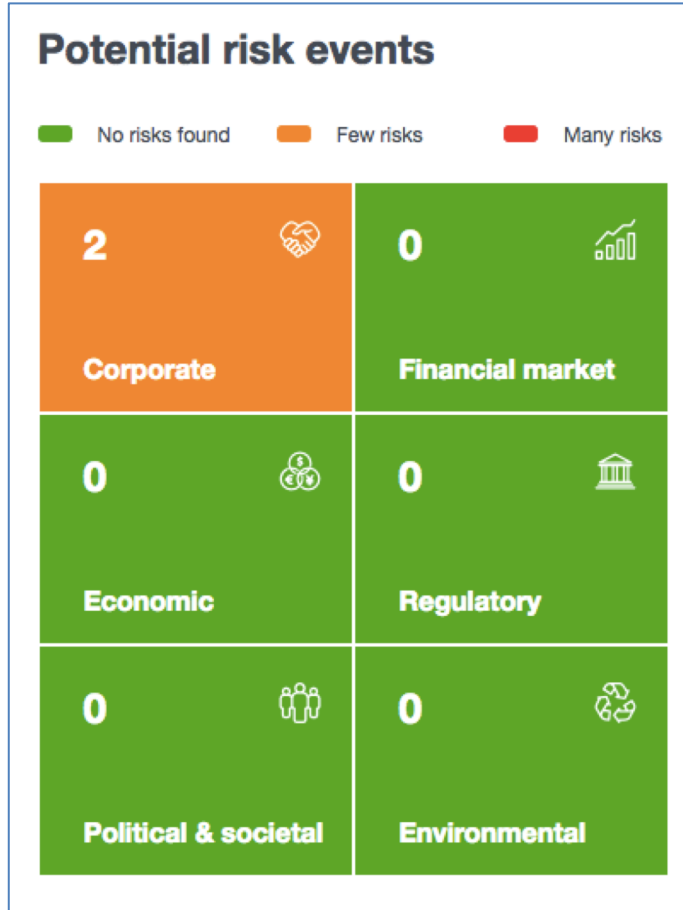 Potential risk events
No risks found Few risks Many risks
2
Corporate
0
Financial market
0
Economic
0
Regulatory
0
Political & societal
0
Environmental